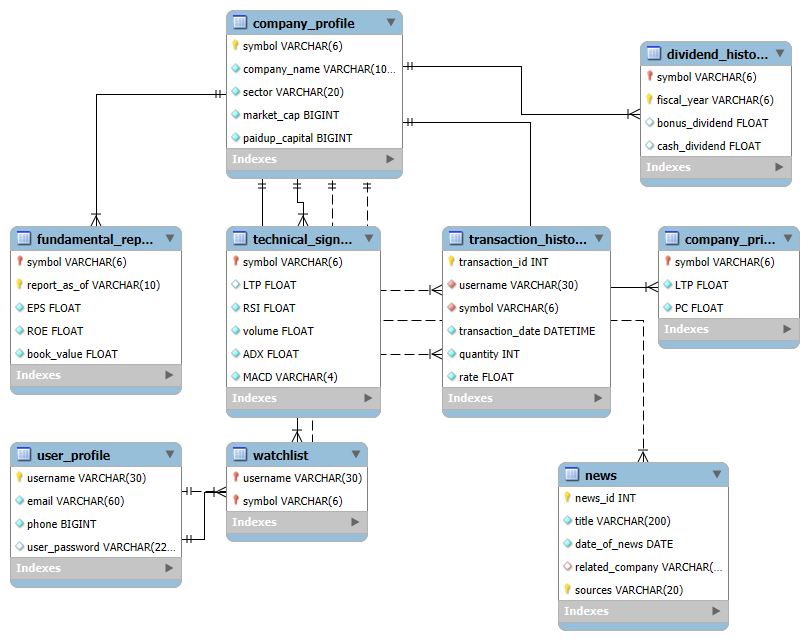 company_profile
symbol VARCHAR(6)
company_name VARCHAR(10...
sector VARCHAR(20)
market_cap BIGINT
paidup_capital BIGINT
Indexes
dividend_histo...
symbol VARCHAR(6)
fiscal_year VARCHAR(6)
bonus_dividend FLOAT
cash_dividend FLOAT
Indexes
fundamental_rep...
symbol VARCHAR(6)
report_as_of VARCHAR(10)
EPS FLOAT
ROE FLOAT
book_value FLOAT
Indexes
technical_sign...
symbol VARCHAR(6)
LTP FLOAT
RSI FLOAT
volume FLOAT
ADX FLOAT
MACD VARCHAR(4)
Indexes
transaction_histo...
transaction_id INT
username VARCHAR(30)
symbol VARCHAR(6)
transaction_date DATETIME
quantity INT
rate FLOAT
Indexes
company_pri...
symbol VARCHAR(6)
LTP FLOAT
PC FLOAT
Indexes
user_profile
username VARCHAR(30)
email VARCHAR(60)
phone BIGINT
user_password VARCHAR(22...
Indexes
watchlist
username VARCHAR(30)
symbol VARCHAR(6)
Indexes
news
news_id INT
title VARCHAR(200)
date_of_news DATE
related_company VARCHAR(...
sources VARCHAR(20)
Indexes